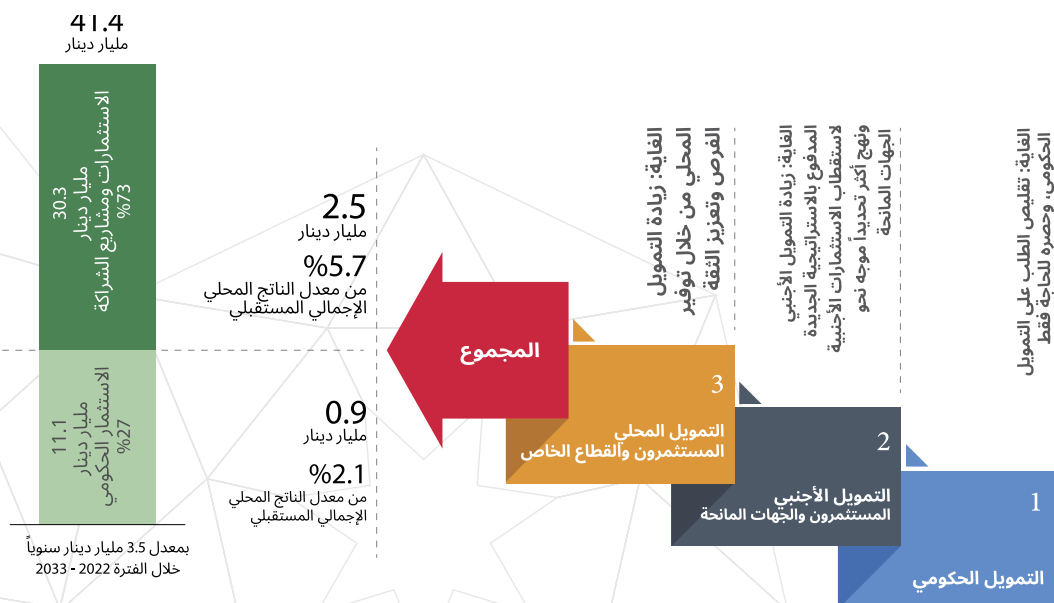 الغاية: تقليص الطلب على التمويل
الحكومي، وحصره للحاجة فقط
1
التمويل الحكومي
الغاية: زيادة التمويل الأجنبي
المدفوع بالاستراتيجية الجديدة
لاستقطاب الاستثمارات الأجنبية
ونهج أكثر تحديداً موجه نحو
الجهات المانحة
2
التمويل الأجنبي
المستثمرون والجهات المانحة
الغاية: زيادة التمويل
المحلي من خلال توفير
الفرص وتعزيز الثقة
3
التمويل المحلي
المستثمرون والقطاع الخاص
المجموع
2.5
مليار دينار
%5.7
من معدل الناتج المحلي
الإجمالي المستقبلي
0.9
مليار دينار
%2.1
من معدل الناتج المحلي
الإجمالي المستقبلي
41.4
مليار دينار
30.3
مليار دينار
%73
الاستثمارات ومشاريع الشراكة
11.1
مليار دينار
%27
الاستثمار الحكومي
بمعدل 3.5 مليار دينار سنوياً
خلال الفترة 2022 - 2033